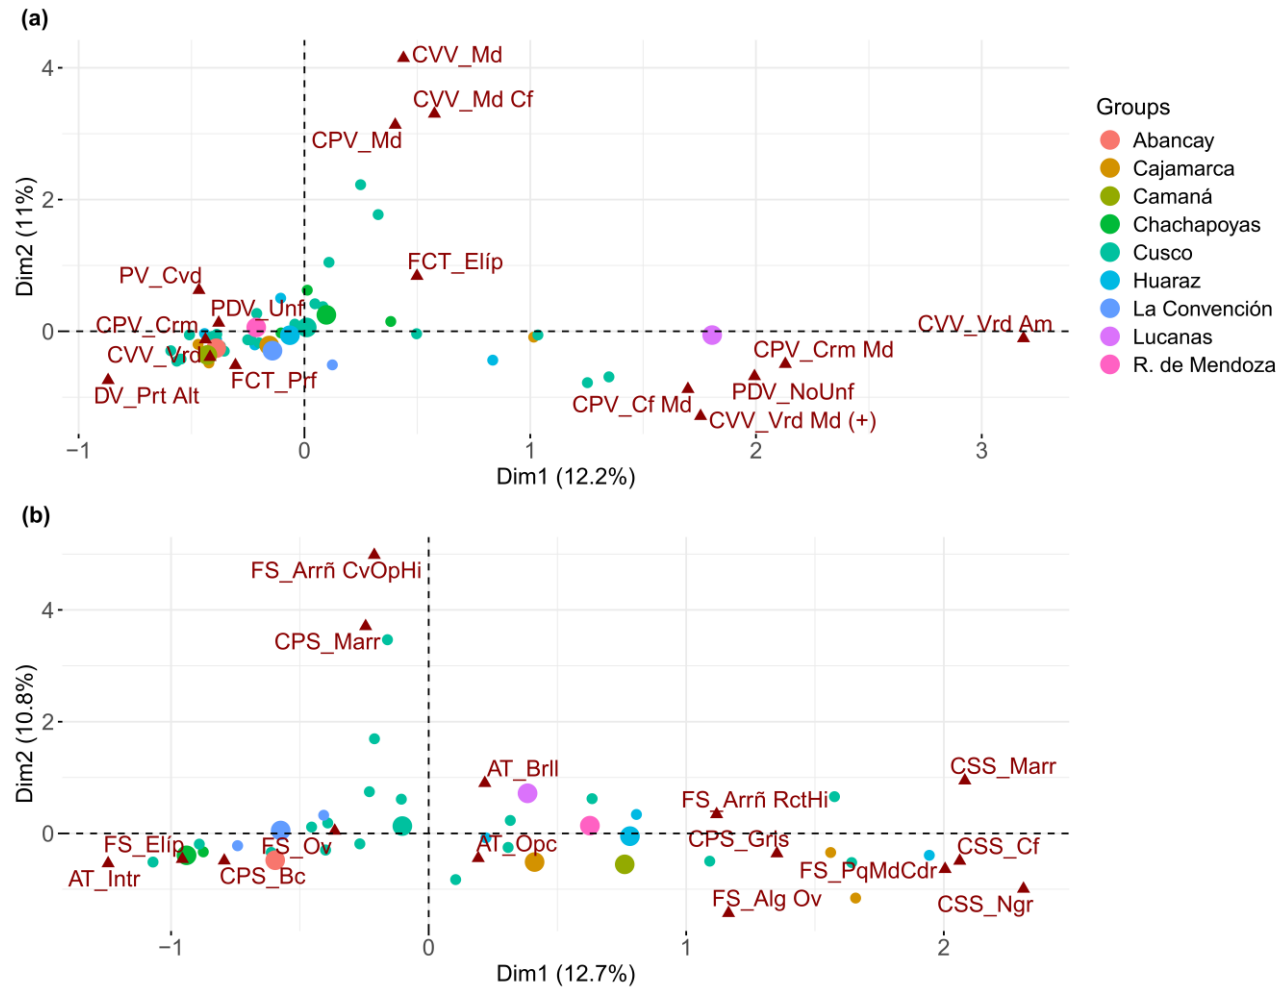 (a)
CVV_Md
CVV_Md Cf
CPV_Md
FCT_Elíp
PV_Cvd
PDV_Unf
CPV_Crm
CVV_Vrd
FCT_Prf
DV_Prt Alt
CVV_Vrd Am
CPV_Crm Md
PDV_NoUnf
CPV_Cf Md
CVV_Vrd Md (+)
4
2
0
Dim2 (11%)
−1
0
1
2
3
Dim1 (12.2%)
Groups
Abancay
Cajamarca
Camaná
Chachapoyas
Cusco
Huaraz
La Convención
Lucanas
R. de Mendoza
(b)
FS_Arrñ CvOpHi
CPS_Marr
AT_Brll
CSS_Marr
FS_Arrñ RctHi
FS_Elíp
FS_Ov
AT_Opc
CPS_Grls
CSS_Cf
AT_Intr
CPS_Bc
FS_PqMdCdr
FS_Alg Ov
CSS_Ngr
4
2
0
Dim2 (10.8%)
−1
0
1
2
Dim1 (12.7%)